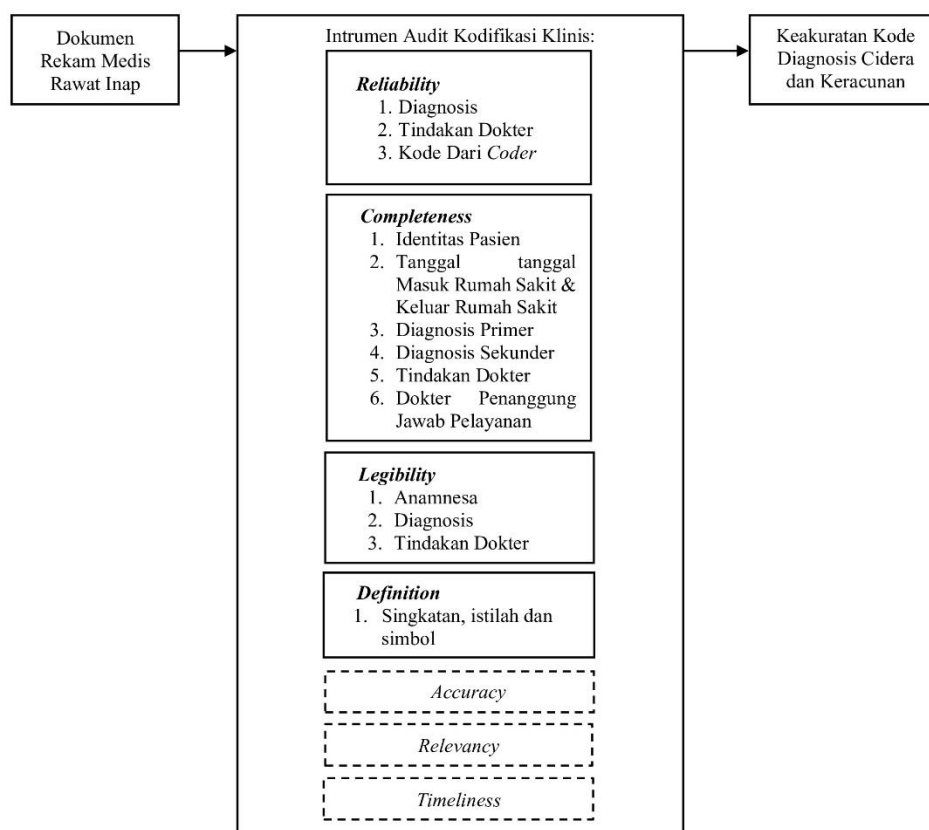 Dokumen
Rekam Medis
Rawat Inap
Intrumen Audit Kodifikasi Klinis:
Reliability
1. Diagnosis
2. Tindakan Dokter
3. Kode Dari Coder
Completeness
1. Identitas Pasien
2. Tanggal tanggal
Masuk Rumah Sakit &
Keluar Rumah Sakit
3. Diagnosis Primer
4. Diagnosis Sekunder
5. Tindakan Dokter
6. Dokter Penanggung
Jawab Pelayanan
Legibility
1. Anamnesa
2. Diagnosis
3. Tindakan Dokter
Definition
1. Singkatan, istilah dan
simbol
Accuracy
Relevancy
Timeliness
Keakuratan Kode
Diagnosis Cidera
dan Keracunan